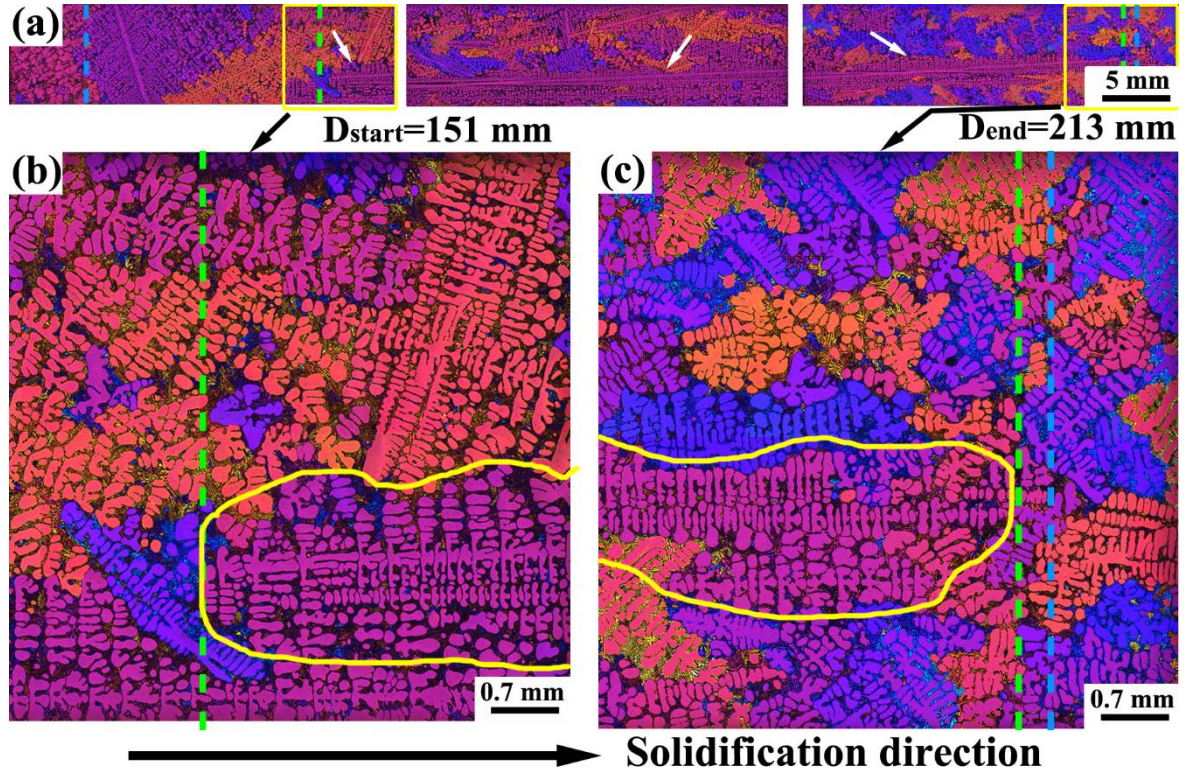 (a)
5 mm
Dstart=151 mm
Dend=213 mm
(b)
(c)
0.7 mm
0.7 mm
Solidification direction